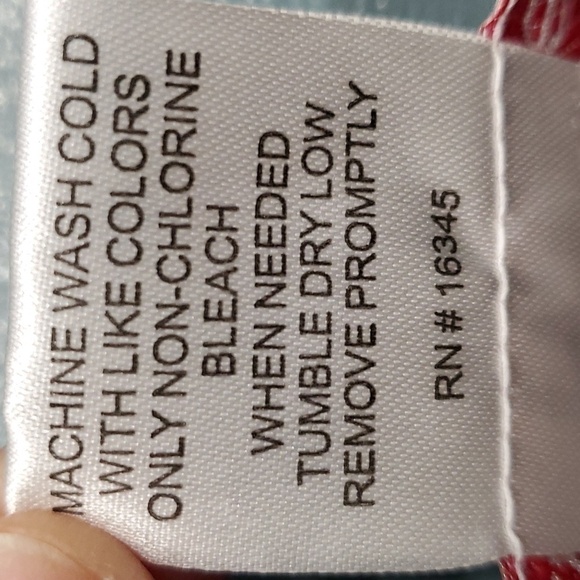 MACHINE WASH COLD
WITH LIKE COLORS
ONLY NON-CHLORINE
BLEACH
WHEN NEEDED
TUMBLE DRY LOW
REMOVE PROMPTLY
RN # 16345